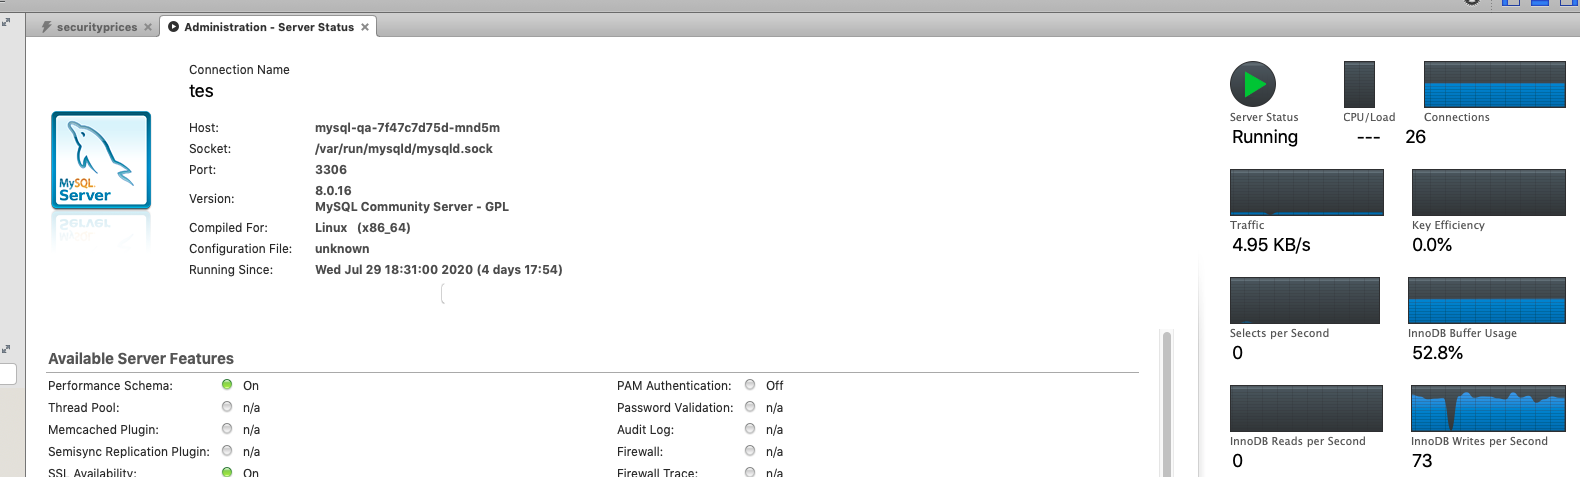 securityprices
Administration - Server Status
Connection Name
tes
Host: mysql-qa-7f47c7d75d-mnd5m
Socket: /var/run/mysqld/mysqld.sock
Port: 3306
Version: 8.0.16
MySQL Community Server - GPL
Compiled For: Linux (x86_64)
Configuration File: unknown
Running Since: Wed Jul 29 18:31:00 2020 (4 days 17:54)
MySQL
Server
Available Server Features
Performance Schema: On
Thread Pool: n/a
Memcached Plugin: n/a
Semisync Replication Plugin: n/a
SSL Availability: On
PAM Authentication: Off
Password Validation: n/a
Audit Log: n/a
Firewall: n/a
Firewall Trace: n/a
Server Status
Running
CPU/Load
---
Connections
26
Traffic
4.95 KB/s
Key Efficiency
0.0%
Selects per Second
0
InnoDB Buffer Usage
52.8%
InnoDB Reads per Second
0
InnoDB Writes per Second
73